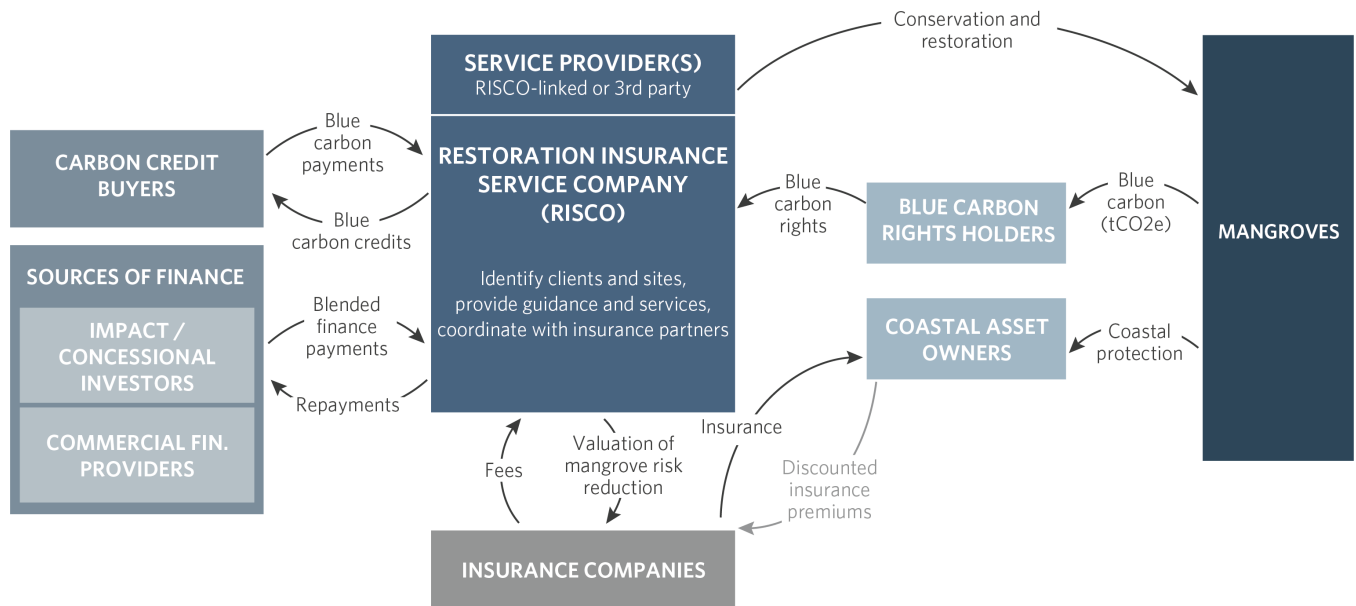 Conservation and
restoration
SERVICE PROVIDER(S)
RISCO-linked or 3rd party
Blue
carbon
payments
CARBON CREDIT
BUYERS
Blue
carbon credits
RESTORATION INSURANCE
SERVICE COMPANY
(RISCO)
Identify clients and sites,
provide guidance and services,
coordinate with insurance partners
Blue
carbon
rights
BLUE CARBON
RIGHTS HOLDERS
Blue
carbon
(tCO2e)
MANGROVES
SOURCES OF FINANCE
IMPACT /
CONCESSIONAL
INVESTORS
COMMERCIAL FIN.
PROVIDERS
Blended
finance
payments
Repayments
COASTAL ASSET
OWNERS
Coastal
protection
Fees
Valuation of
mangrove risk
reduction
Insurance
Discounted
insurance
premiums
INSURANCE COMPANIES